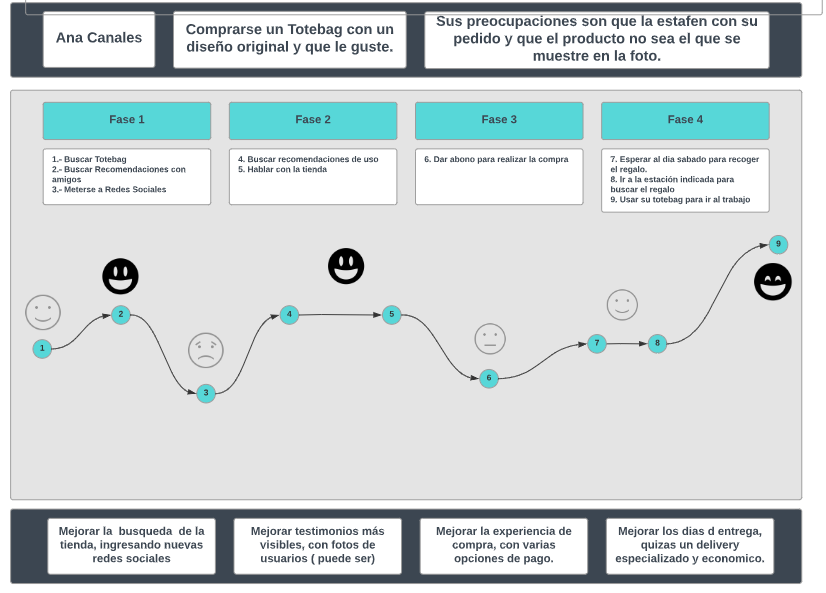 Ana Canales
Comprarse un Totebag con un
diseño original y que le guste.
Sus preocupaciones son que la estafen con su
pedido y que el producto no sea el que se
muestre en la foto.
Fase 1
Fase 2
Fase 3
Fase 4
1.- Buscar Totebag
2.- Buscar Recomendaciones con
amigos
3.- Meterse a Redes Sociales
4. Buscar recomendaciones de uso
5. Hablar con la tienda
6. Dar abono para realizar la compra
7. Esperar al dia sabado para recoger
el regalo.
8. Ir a la estación indicada para
buscar el regalo
9. Usar su totebag para ir al trabajo
1
2
3
4
5
6
7
8
9
Mejorar la busqueda de la
tienda, ingresando nuevas
redes sociales
Mejorar testimonios más
visibles, con fotos de
usuarios ( puede ser)
Mejorar la experiencia de
compra, con varias
opciones de pago.
Mejorar los dias d entrega,
quizas un delivery
especializado y economico.